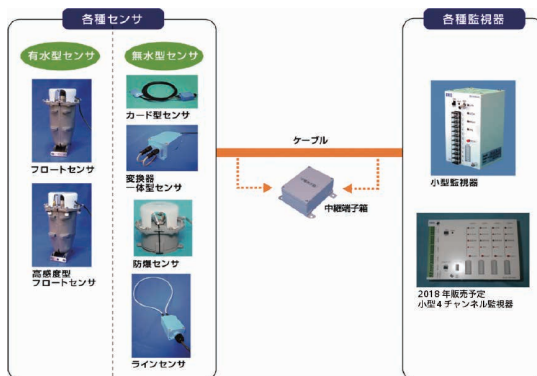 各種センサ
有水型センサ
フロートセンサ
高感度型
フロートセンサ
無水型センサ
カード型センサ
変換器
一体型センサ
防爆センサ
ラインセンサ
ケーブル
中継端子箱
各種監視器
小型監視器
2018年販売予定
小型4チャンネル監視器